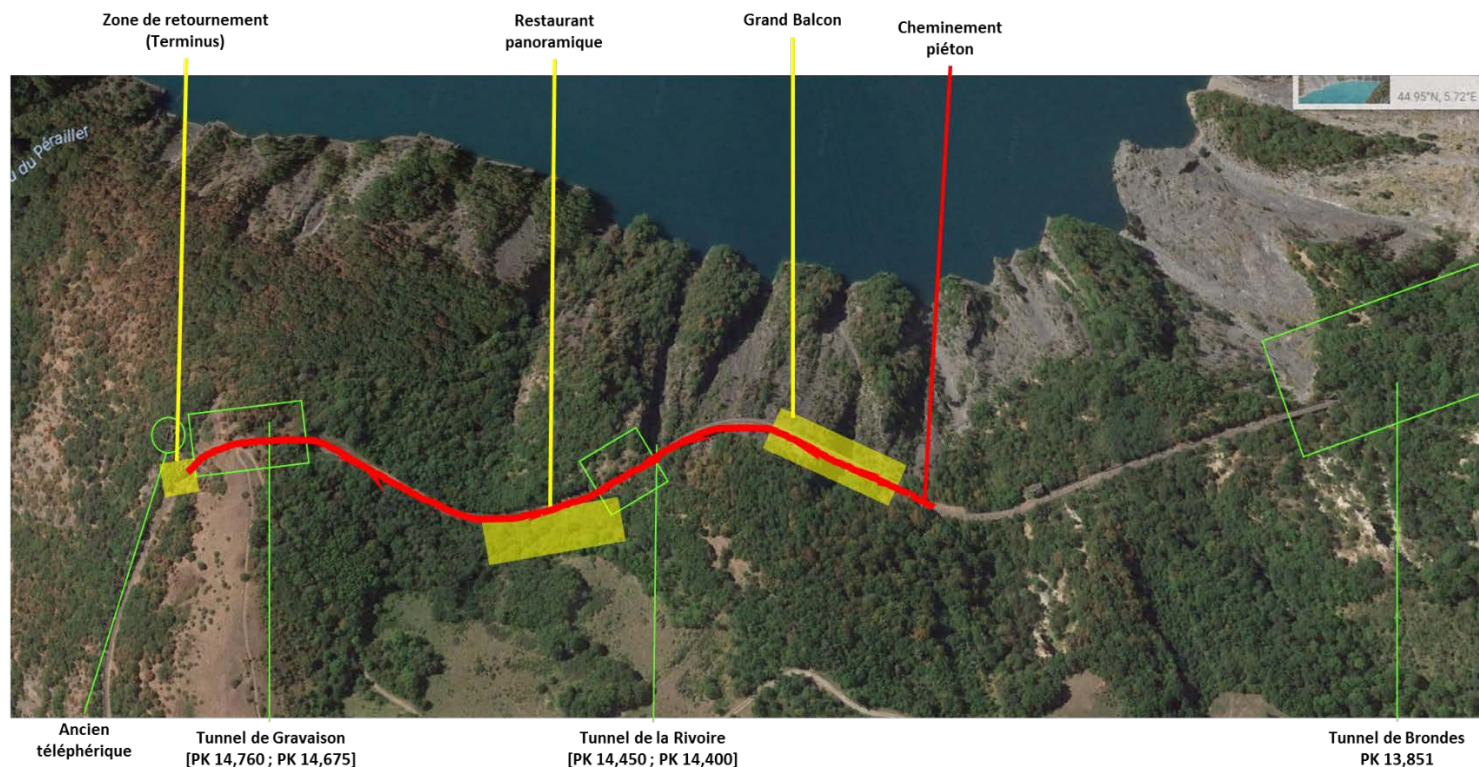 Zone de retournement
(Terminus)
Restaurant
panoramique
Grand Balcon
Cheminement
piéton
44.95°N, 5.72°E
u du Pérailler
Ancien
téléphérique
Tunnel de Gravaison
[PK 14,760 ; PK 14,675]
Tunnel de la Rivoire
[PK 14,450 ; PK 14,400]
Tunnel de Brondes
PK 13,851